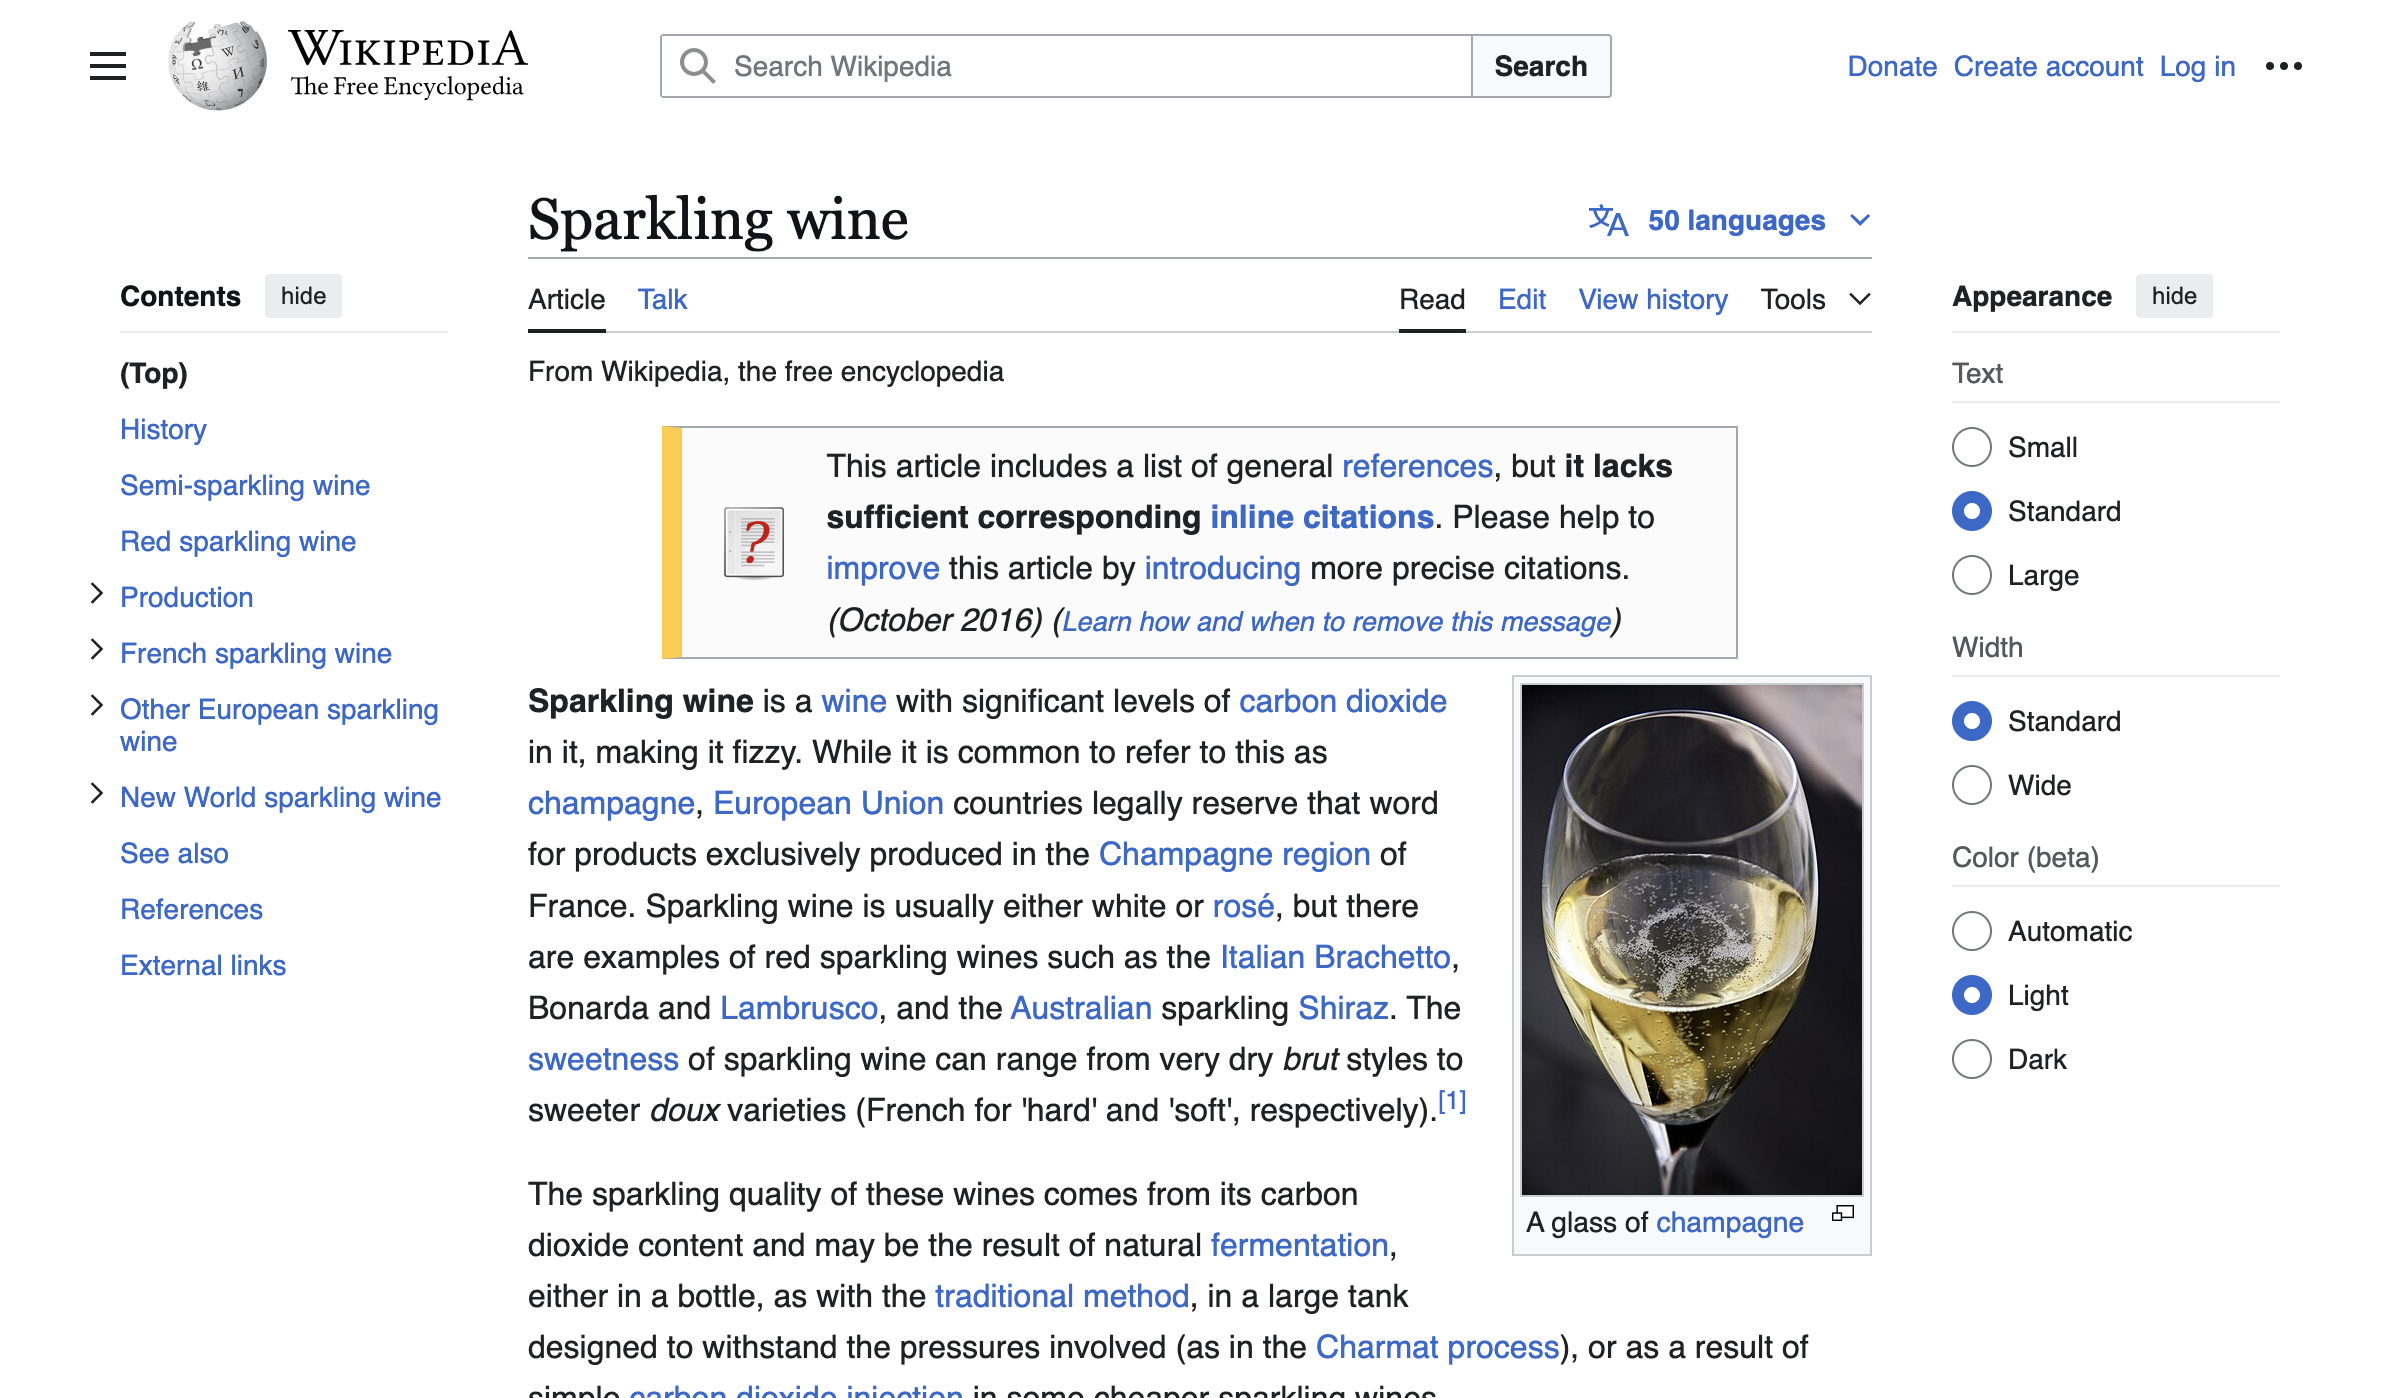 WIKIPEDIA
The Free Encyclopedia
Search Wikipedia
Search
Donate Create account Log in
Sparkling wine
50 languages
Contents hide
(Top)
History
Semi-sparkling wine
Red sparkling wine
Production
French sparkling wine
Other European sparkling
wine
New World sparkling wine
See also
References
External links
Article Talk
Read Edit View history Tools
From Wikipedia, the free encyclopedia
This article includes a list of general references, but it lacks
sufficient corresponding inline citations. Please help to
improve this article by introducing more precise citations.
(October 2016) (Learn how and when to remove this message)
Sparkling wine is a wine with significant levels of carbon dioxide
in it, making it fizzy. While it is common to refer to this as
champagne, European Union countries legally reserve that word
for products exclusively produced in the Champagne region of
France. Sparkling wine is usually either white or rosé, but there
are examples of red sparkling wines such as the Italian Brachetto,
Bonarda and Lambrusco, and the Australian sparkling Shiraz. The
sweetness of sparkling wine can range from very dry brut styles to
sweeter doux varieties (French for 'hard' and 'soft', respectively).[1]
The sparkling quality of these wines comes from its carbon
dioxide content and may be the result of natural fermentation,
either in a bottle, as with the traditional method, in a large tank
designed to withstand the pressures involved (as in the Charmat process), or as a result of
simple carbon dioxide injection in some cheaper sparkling wines.
A glass of champagne
Appearance hide
Text
Small
Standard
Large
Width
Standard
Wide
Color (beta)
Automatic
Light
Dark